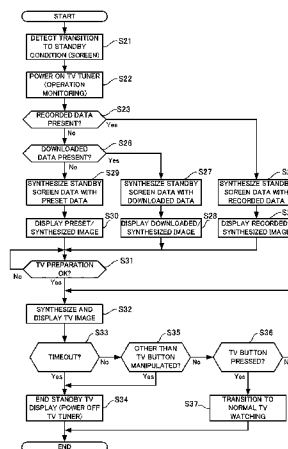 START
DETECT TRANSITION
TO STANDBY
CONDITION (SCREEN)
S21
POWER ON TV TUNER
(OPERATION
MONITORING)
S22
RECORDED DATA
PRESENT?
S23
Yes
No
DOWNLOADED
DATA PRESENT?
S26
Yes
No
SYNTHESIZE STANDBY
SCREEN DATA WITH
PRESET DATA
S29
SYNTHESIZE STANDBY
SCREEN DATA WITH
DOWNLOADED DATA
S27
SYNTHESIZE STANDB
SCREEN DATA WITH
RECORDED DATA
DISPLAY PRESET/
SYNTHESIZED IMAGE
S30
DISPLAY DOWNLOADED/
SYNTHESIZED IMAGE
S28
DISPLAY RECORDED/
SYNTHESIZED IMAGE
TV PREPARATION
OK?
S31
No
Yes
SYNTHESIZE AND
DISPLAY TV IMAGE
S32
TIMEOUT?
S33
No
Yes
OTHER THAN
TV BUTTON
MANIPULATED?
S35
No
Yes
TV BUTTON
PRESSED?
S36
Yes
END STANDBY TV
DISPLAY (POWER OFF
TV TUNER)
S34
S37
TRANSITION TO
NORMAL TV
WATCHING
END